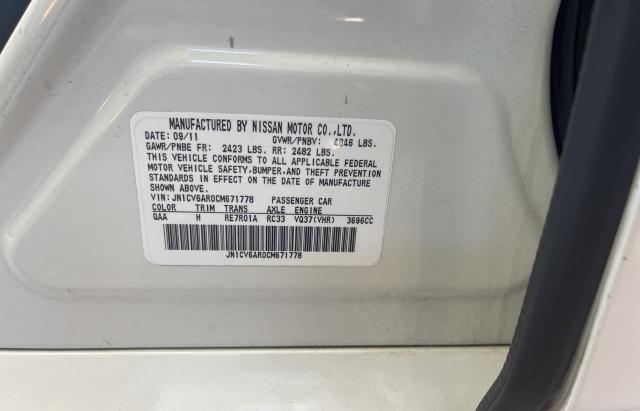 MANUFACTURED BY NISSAN MOTOR CO.,LTD.
DATE: 09/11 GVWR/PNBV: 4846 LBS.
GAWR/PNBE FR: 2423 LBS. RR: 2482 LBS.
THIS VEHICLE CONFORMS TO ALL APPLICABLE FEDERAL
MOTOR VEHICLE SAFETY,BUMPER,AND THEFT PREVENTION
STANDARDS IN EFFECT ON THE DATE OF MANUFACTURE
SHOWN ABOVE.
VIN:JN1CV6AR0CM671778 PASSENGER CAR
COLOR TRIM TRANS AXLE ENGINE
QAA H RE7R01A RC33 VQ37(VHR) 3696CC
JN1CV6AR0CM671778